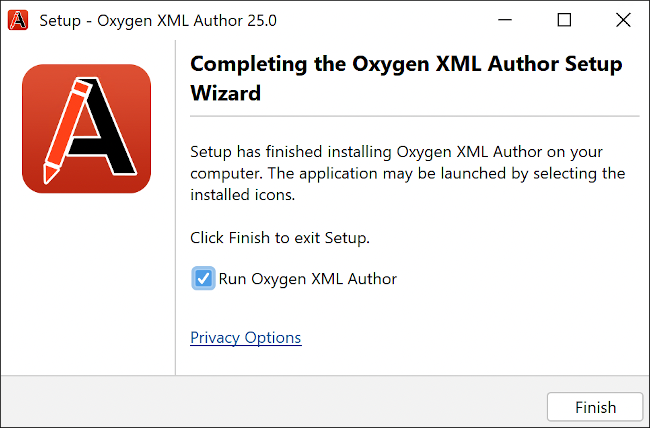 Setup - Oxygen XML Author 25.0
Completing the Oxygen XML Author Setup
Wizard
Setup has finished installing Oxygen XML Author on your
computer. The application may be launched by selecting the
installed icons.
Click Finish to exit Setup.
Run Oxygen XML Author
Privacy Options
Finish